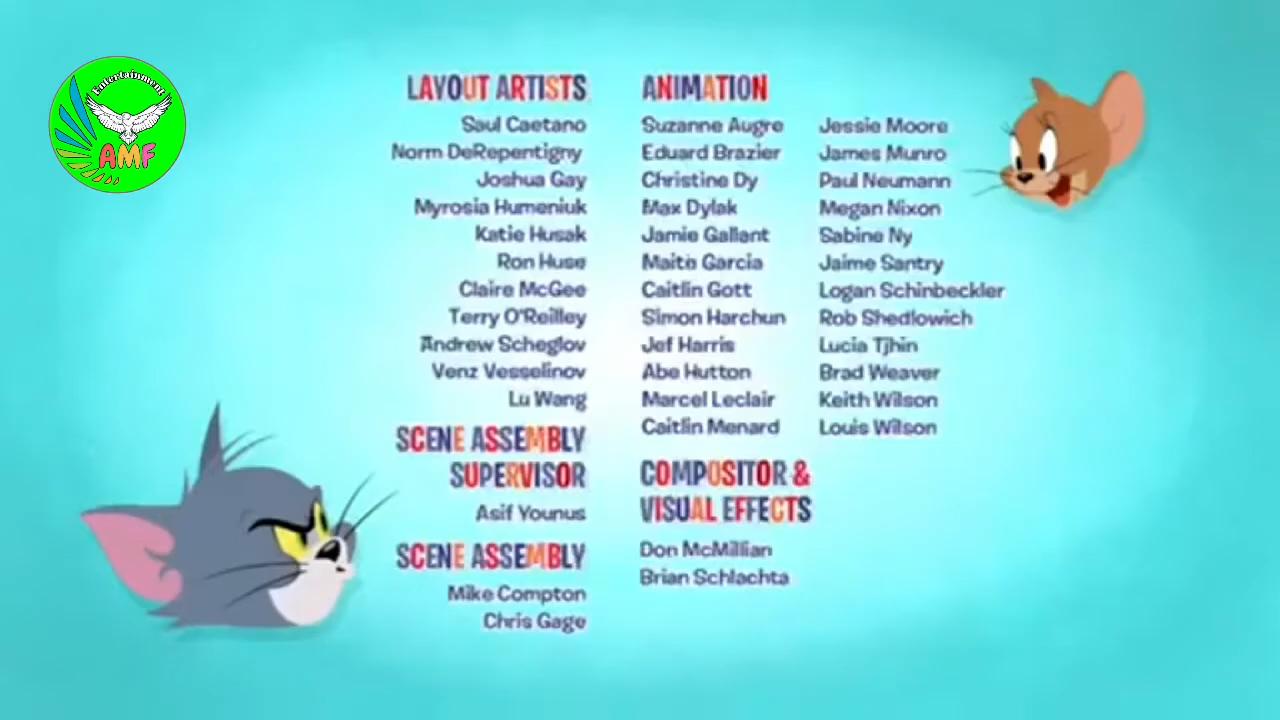 Entertainment
AMF
LAYOUT ARTISTS
Saul Caetano
Norm DeRepentigny
Joshua Gay
Myrosia Humeniuk
Katie Husak
Ron Huse
Claire McGee
Terry O'Reilley
Andrew Scheglov
Venz Vesselinov
Lu Wang
SCENE ASSEMBLY
SUPERVISOR
Asif Younus
SCENE ASSEMBLY
Mike Compton
Chris Gage
ANIMATION
Suzanne Augre
Eduard Brazier
Christine Dy
Max Dylak
Jamie Gallant
Maite Garcia
Caitlin Gott
Simon Harchun
Jef Harris
Abe Hutton
Marcel Leclair
Caitlin Menard
Jessie Moore
James Munro
Paul Neumann
Megan Nixon
Sabine Ny
Jaime Santry
Logan Schinbeckler
Rob Shedlowich
Lucia Tjhin
Brad Weaver
Keith Wilson
Louis Wilson
COMPOSITOR &
VISUAL EFFECTS
Don McMillian
Brian Schlachta